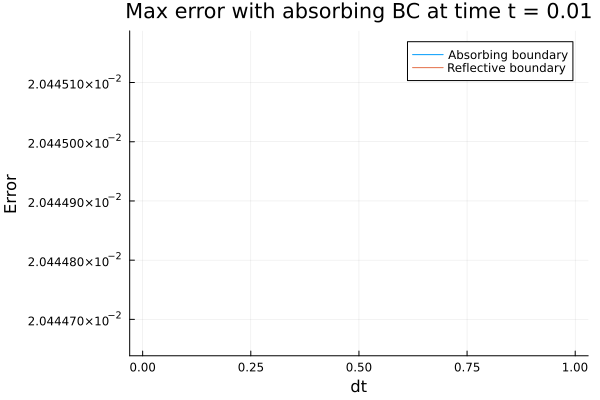 Max error with absorbing BC at time t = 0.01
Absorbing boundary
Reflective boundary
2.044510×10⁻²
2.044500×10⁻²
2.044490×10⁻²
2.044480×10⁻²
2.044470×10⁻²
Error
0.00 0.25 0.50 0.75 1.00
dt